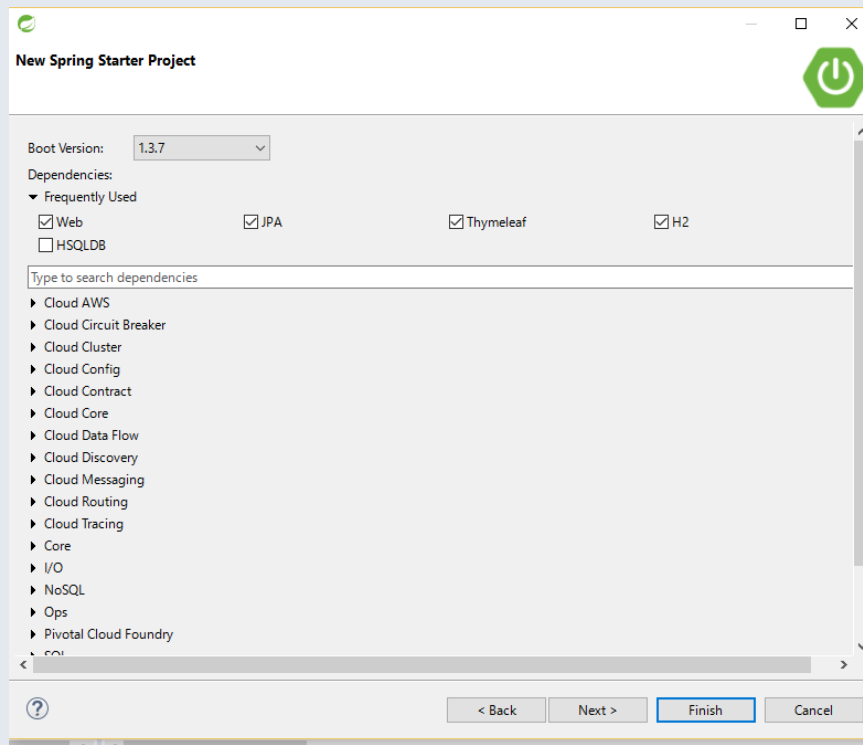 New Spring Starter Project
Boot Version: 1.3.7
Dependencies:
Frequently Used
Web JPA Thymeleaf H2
HSQLDB
Type to search dependencies
Cloud AWS
Cloud Circuit Breaker
Cloud Cluster
Cloud Config
Cloud Contract
Cloud Core
Cloud Data Flow
Cloud Discovery
Cloud Messaging
Cloud Routing
Cloud Tracing
Core
I/O
NoSQL
Ops
Pivotal Cloud Foundry
SQL
? < Back Next > Finish Cancel